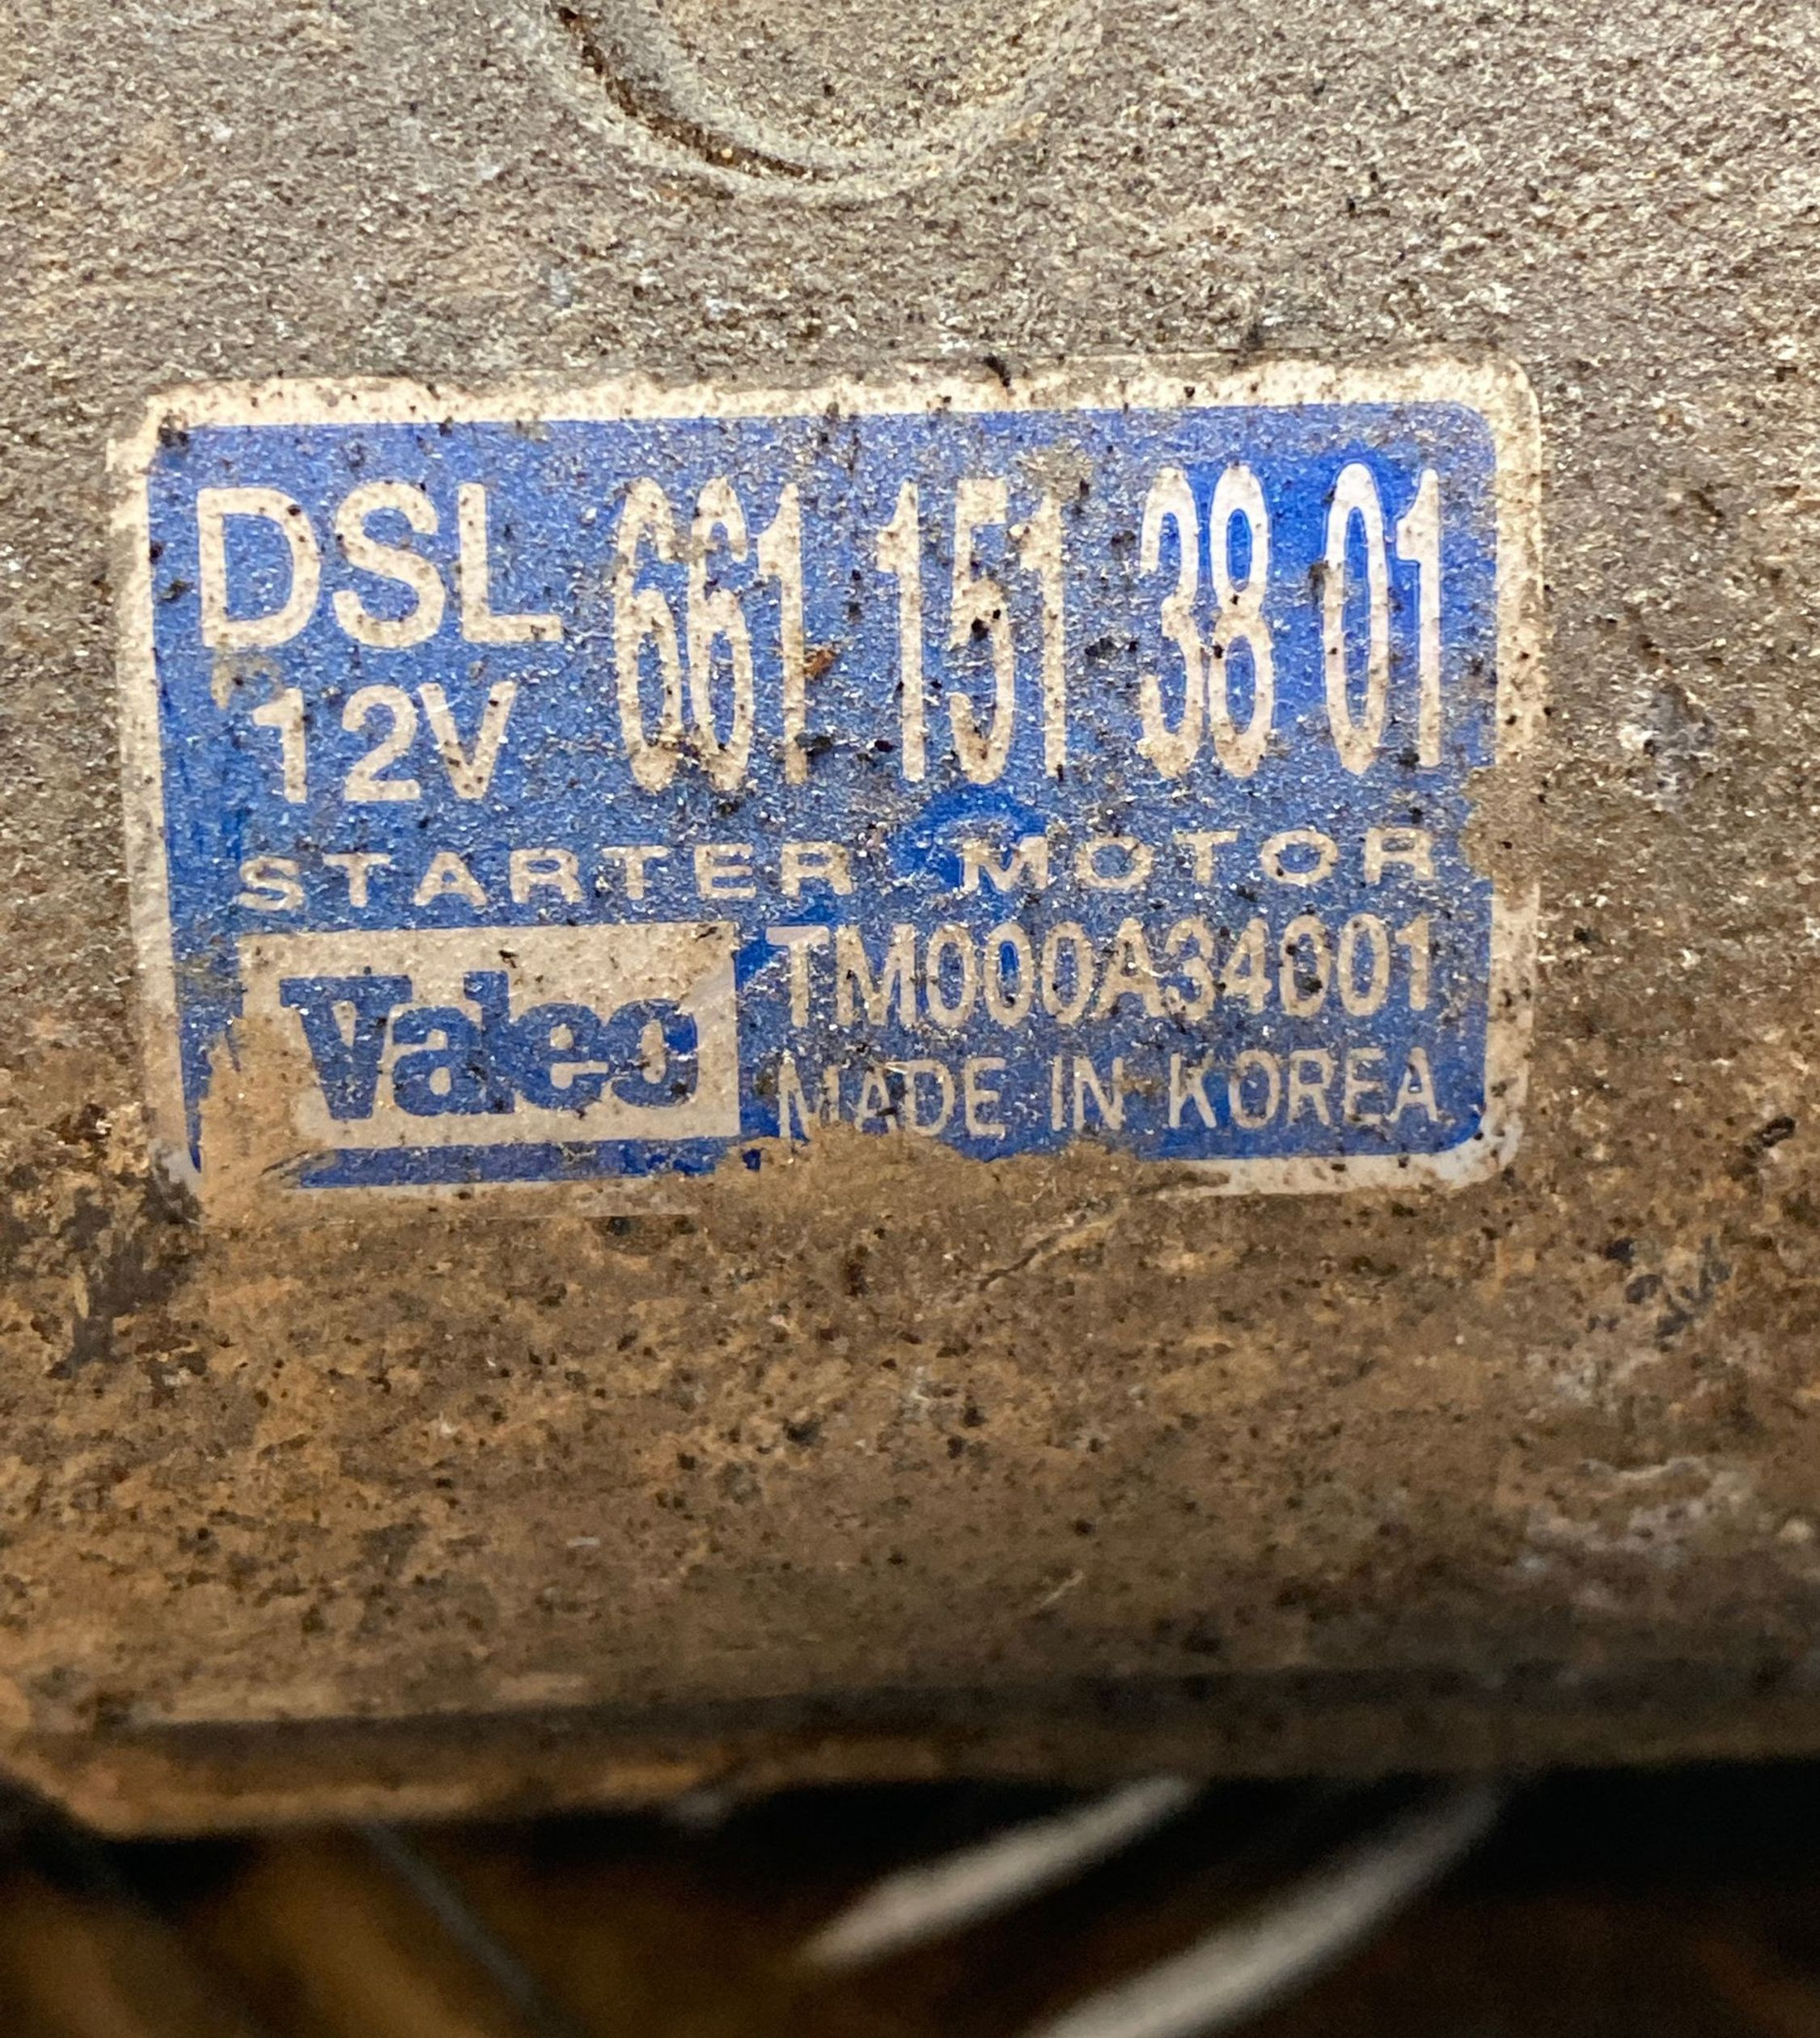 DSL 661 151 38 01
12V
STARTER MOTOR
Valeo TM000A34001
MADE IN KOREA